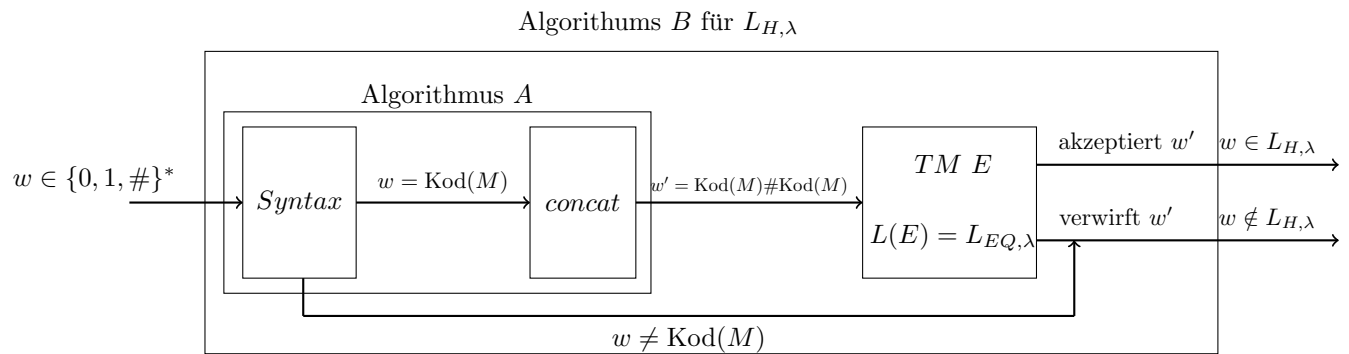 Algorithums B für L_{H,λ}
Algorithmus A
w ∈ {0, 1, #}*
Syntax
w = Kod(M)
concat
w′ = Kod(M)#Kod(M)
TM E
L(E) = L_{EQ,λ}
akzeptiert w′
w ∈ L_{H,λ}
verwirft w′
w ∉ L_{H,λ}
w ≠ Kod(M)